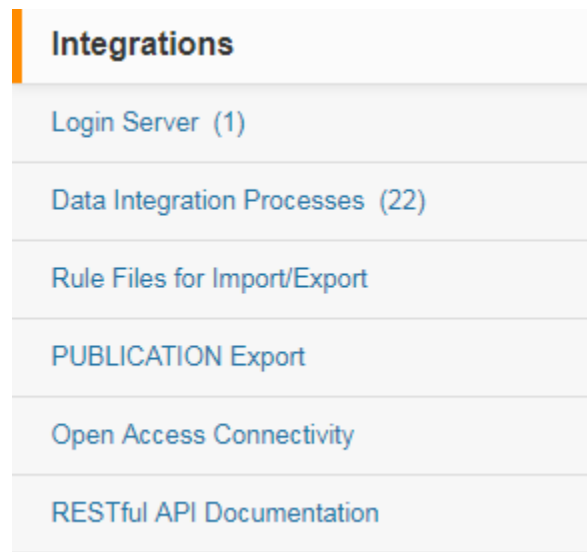 Integrations
Login Server (1)
Data Integration Processes (22)
Rule Files for Import/Export
PUBLICATION Export
Open Access Connectivity
RESTful API Documentation